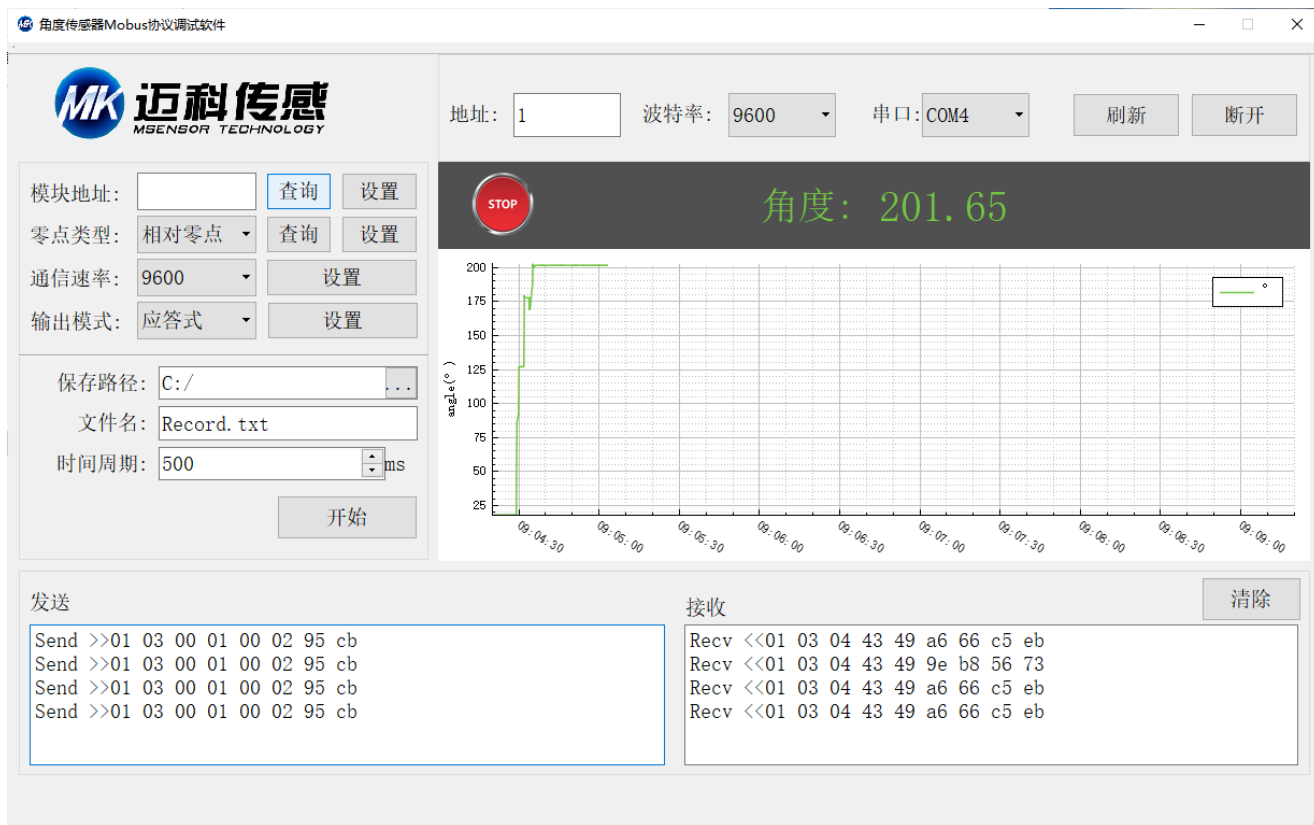 角度传感器Mobus协议调试软件
MK 迈科传感
MSENSOR TECHNOLOGY
地址: 1 波特率: 9600 串口: COM4 刷新 断开
模块地址: 查询 设置
零点类型: 相对零点 查询 设置
通信速率: 9600 设置
输出模式: 应答式 设置
保存路径: C:/ ...
文件名: Record.txt
时间周期: 500 ms
开始
STOP 角度: 201.65
°
200
175
150
125
100
75
50
25
angle(°)
09:04:30 09:05:00 09:05:30 09:06:00 09:06:30 09:07:00 09:07:30 09:08:00 09:08:30 09:09:00
发送
Send >>01 03 00 01 00 02 95 cb
Send >>01 03 00 01 00 02 95 cb
Send >>01 03 00 01 00 02 95 cb
Send >>01 03 00 01 00 02 95 cb
接收 清除
Recv <<01 03 04 43 49 a6 66 c5 eb
Recv <<01 03 04 43 49 9e b8 56 73
Recv <<01 03 04 43 49 a6 66 c5 eb
Recv <<01 03 04 43 49 a6 66 c5 eb